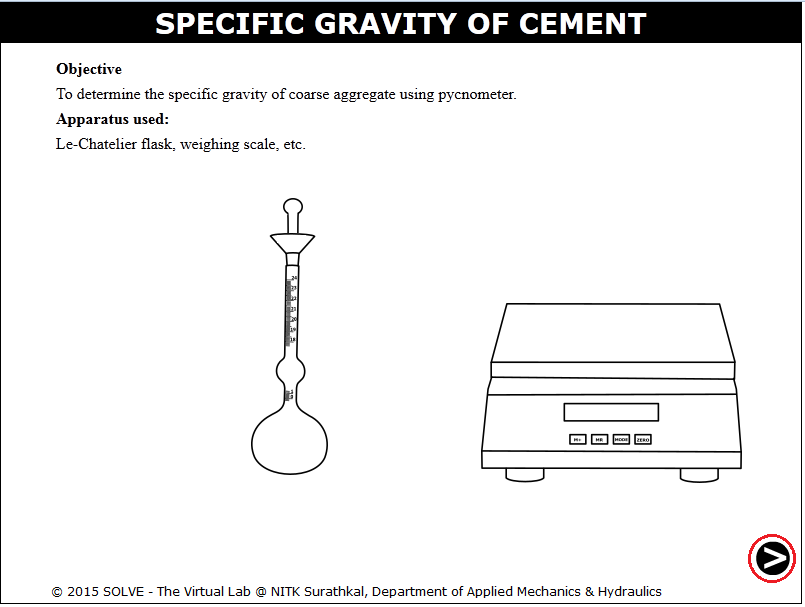 SPECIFIC GRAVITY OF CEMENT
Objective
To determine the specific gravity of coarse aggregate using pycnometer.
Apparatus used:
Le-Chatelier flask, weighing scale, etc.
24
23
22
21
20
19
18
M+ MR MODE ZERO
© 2015 SOLVE - The Virtual Lab @ NITK Surathkal, Department of Applied Mechanics & Hydraulics